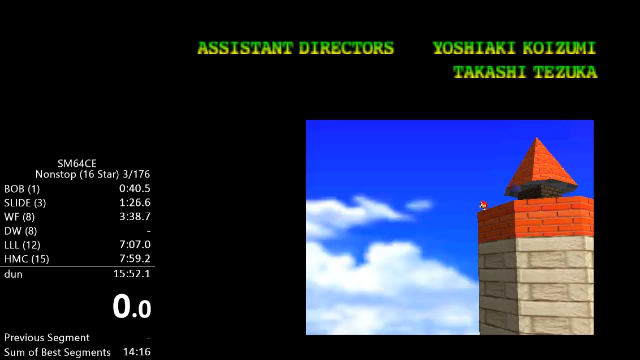 ASSISTANT DIRECTORS YOSHIAKI KOIZUMI
TAKASHI TEZUKA
SM64CE
Nonstop (16 Star) 3/176
BOB (1) 0:40.5
SLIDE (3) 1:26.6
WF (8) 3:38.7
DW (8) -
LLL (12) 7:07.0
HMC (15) 7:59.2
dun 15:52.1
0.0
Previous Segment -
Sum of Best Segments 14:16